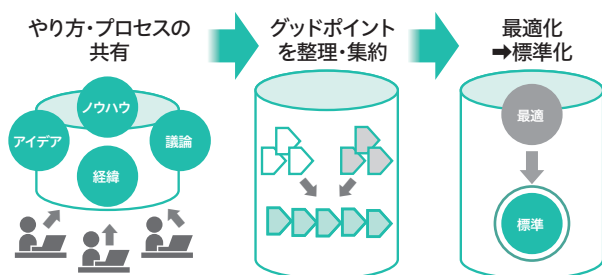 やり方・プロセスの
共有
ノウハウ
アイデア
議論
経緯
グッドポイント
を整理・集約
最適化
➡標準化
最適
標準